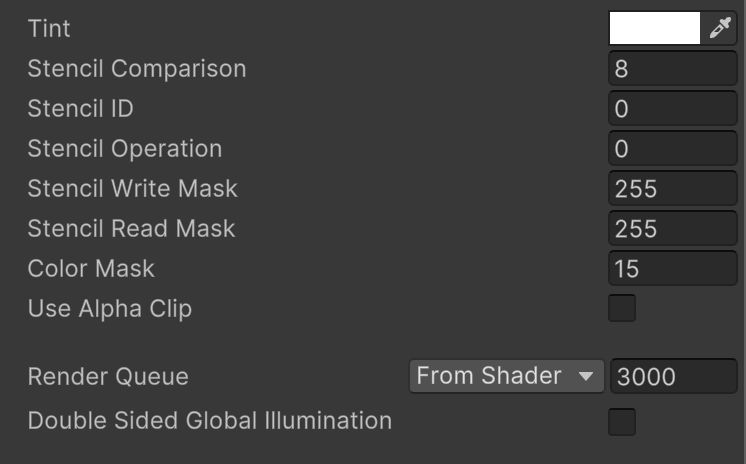 Tint
Stencil Comparison 8
Stencil ID 0
Stencil Operation 0
Stencil Write Mask 255
Stencil Read Mask 255
Color Mask 15
Use Alpha Clip
Render Queue From Shader 3000
Double Sided Global Illumination